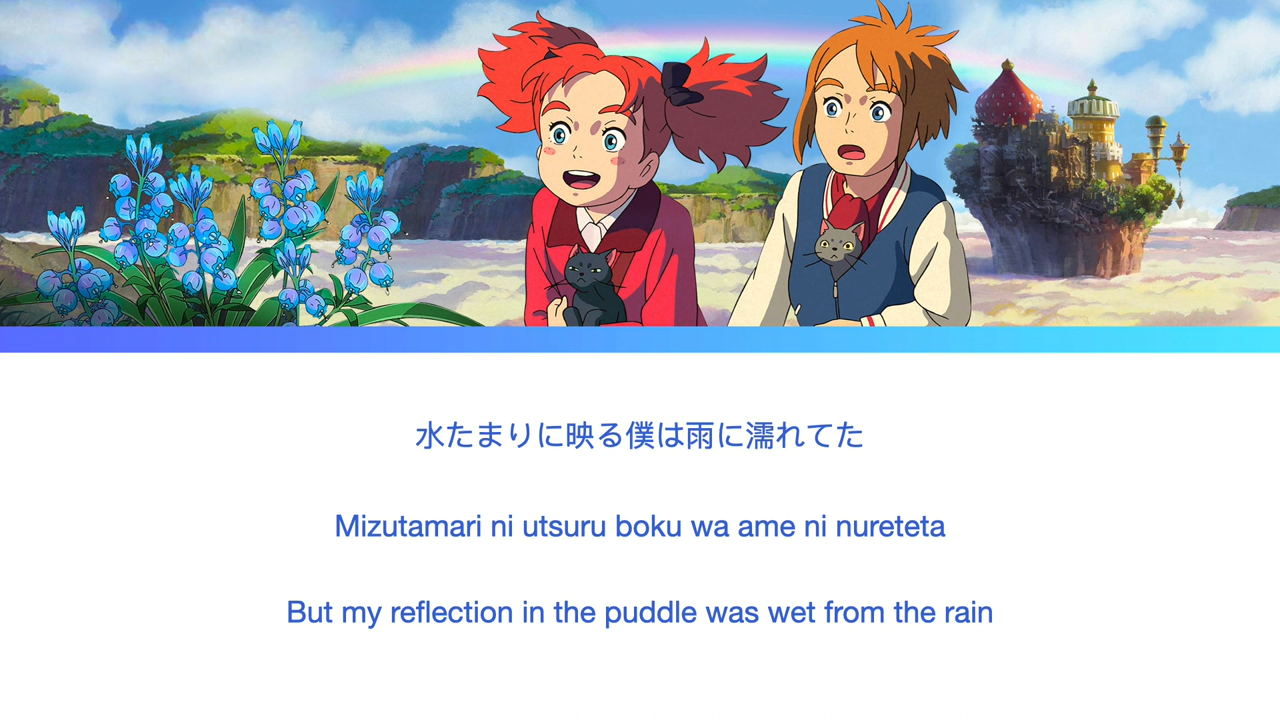 水たまりに映る僕は雨に濡れてた
Mizutamari ni utsuru boku wa ame ni nureteta
But my reflection in the puddle was wet from the rain